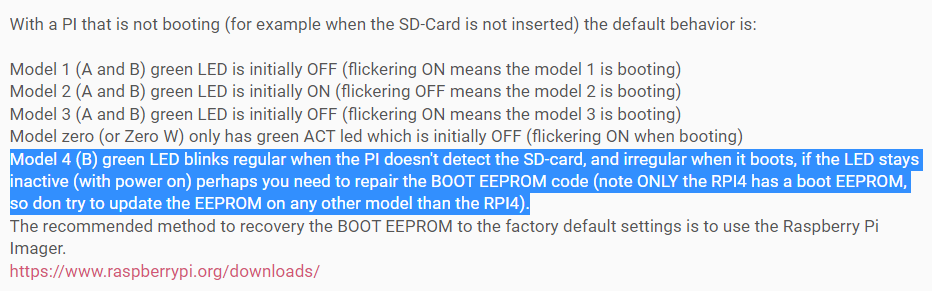 With a PI that is not booting (for example when the SD-Card is not inserted) the default behavior is:
Model 1 (A and B) green LED is initially OFF (flickering ON means the model 1 is booting)
Model 2 (A and B) green LED is initially ON (flickering OFF means the model 2 is booting)
Model 3 (A and B) green LED is initially OFF (flickering ON means the model 3 is booting)
Model zero (or Zero W) only has green ACT led which is initially OFF (flickering ON when booting)
Model 4 (B) green LED blinks regular when the PI doesn't detect the SD-card, and irregular when it boots, if the LED stays
inactive (with power on) perhaps you need to repair the BOOT EEPROM code (note ONLY the RPI4 has a boot EEPROM,
so don try to update the EEPROM on any other model than the RPI4).
The recommended method to recovery the BOOT EEPROM to the factory default settings is to use the Raspberry Pi
Imager.
https://www.raspberrypi.org/downloads/